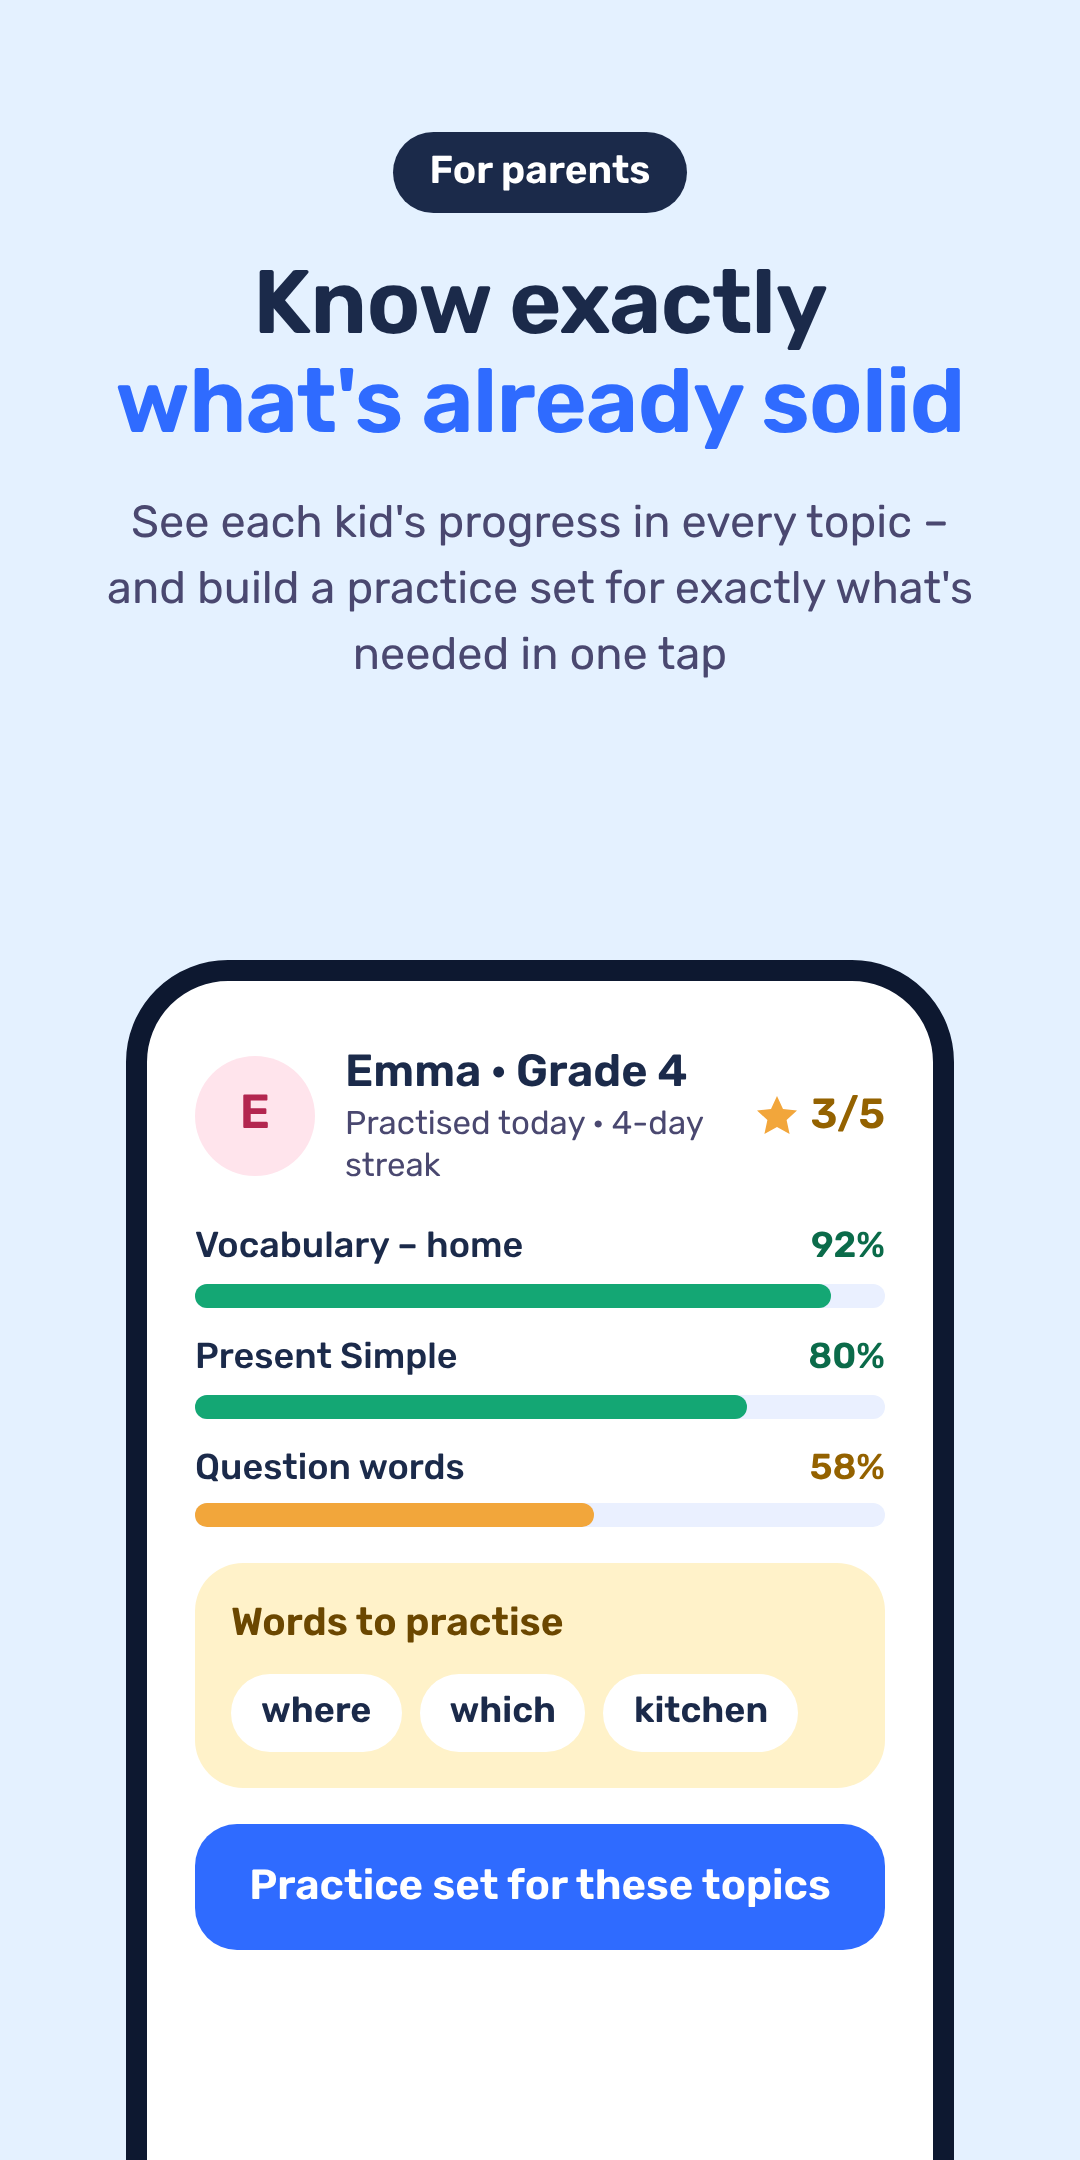 For parents
Know exactly
what's already solid
See each kid's progress in every topic –
and build a practice set for exactly what's
needed in one tap
E
Emma • Grade 4
Practised today • 4-day
streak
3/5
Vocabulary – home 92%
Present Simple 80%
Question words 58%
Words to practise
where which kitchen
Practice set for these topics